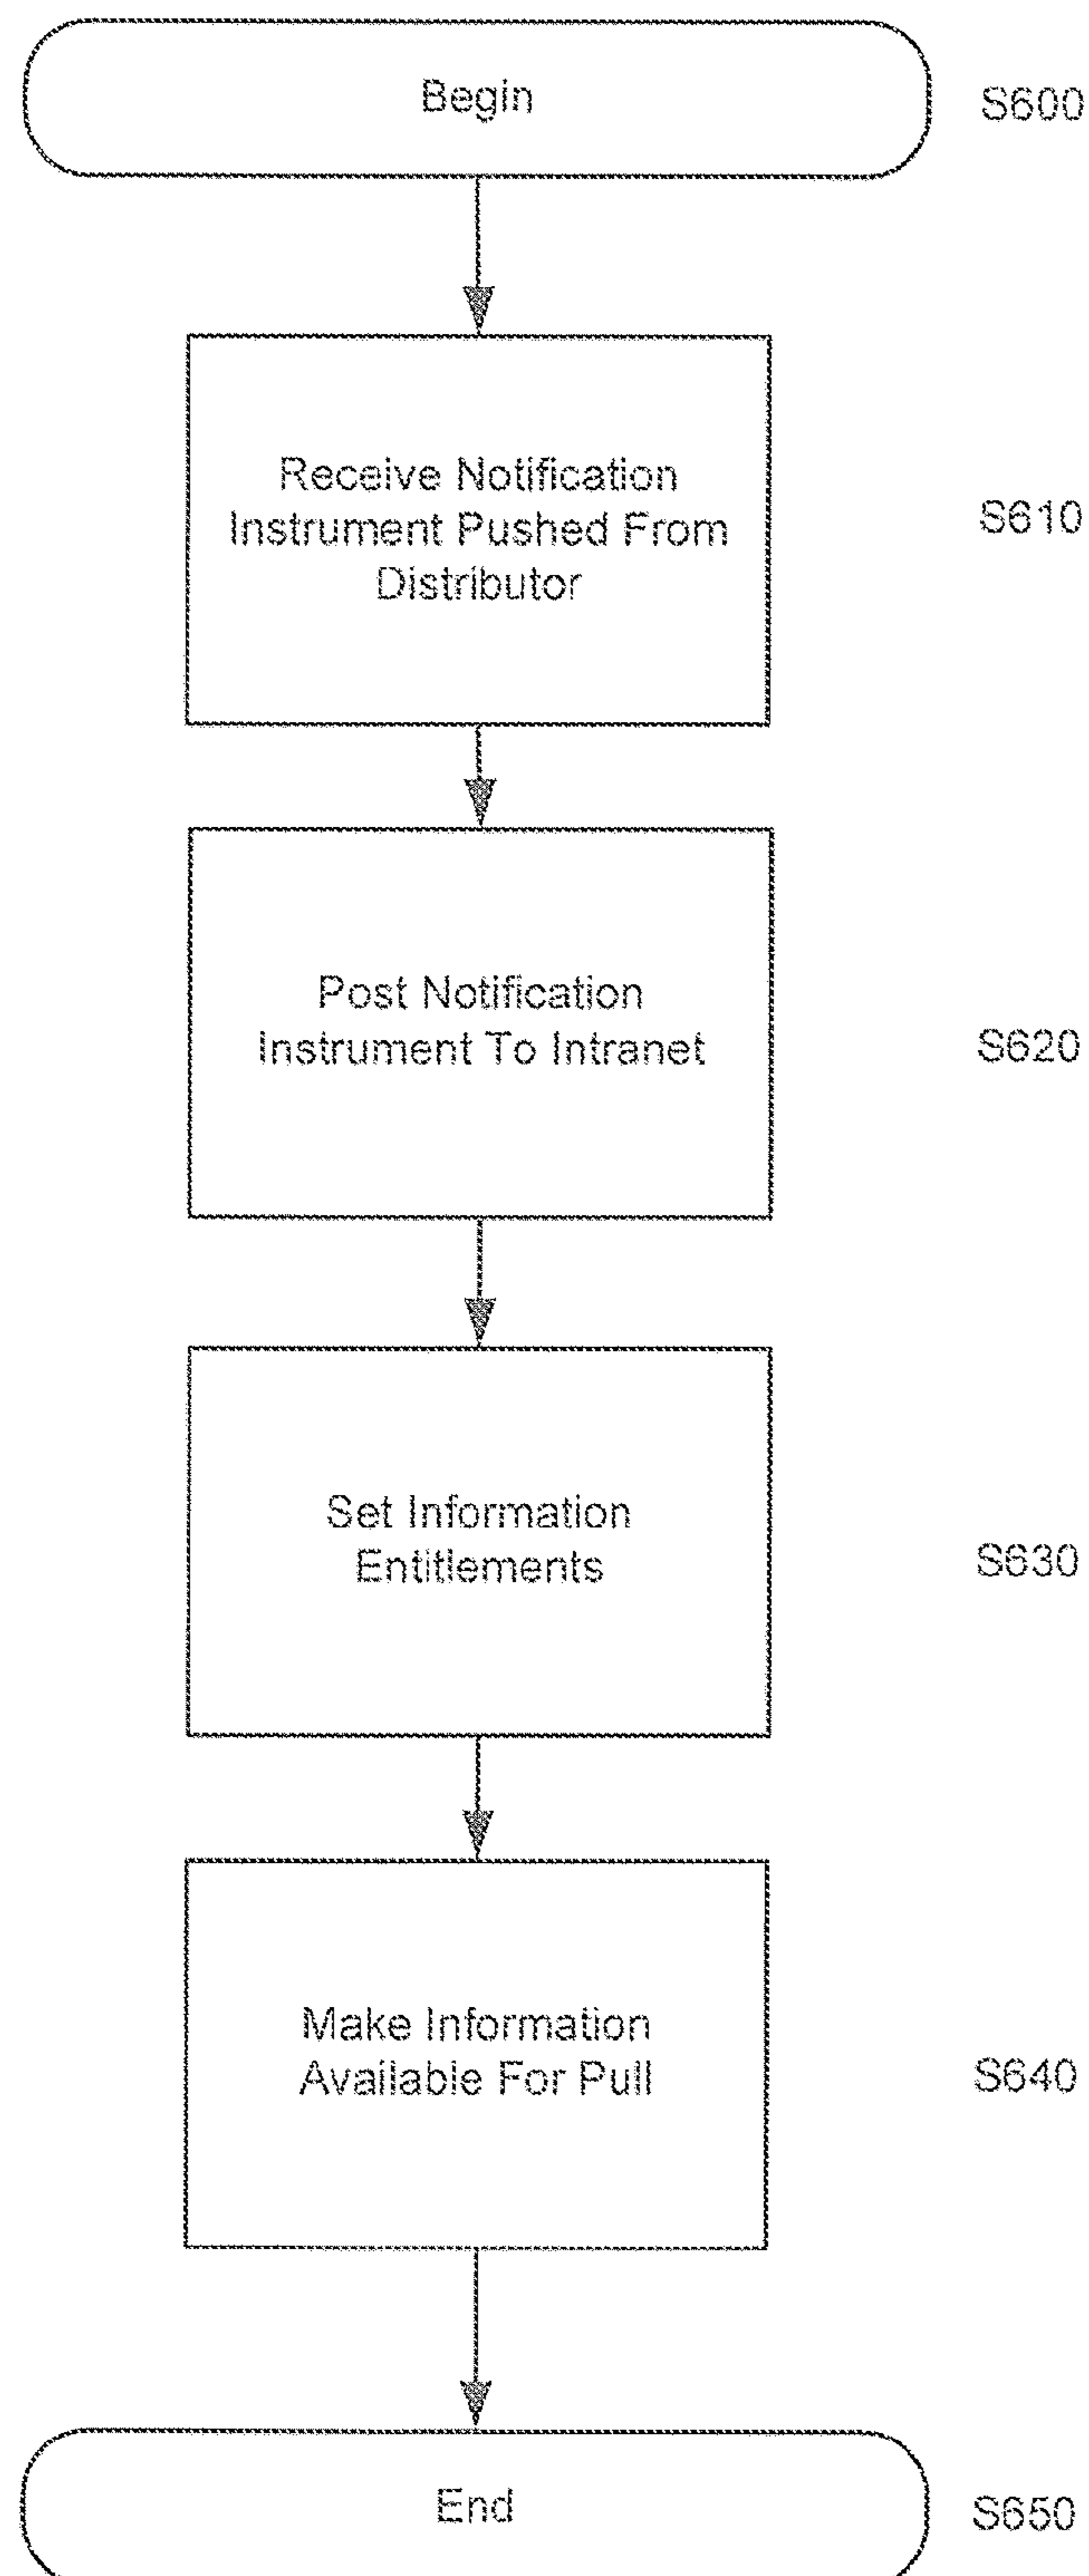 Begin
S600
Receive Notification
Instrument Pushed From
Distributor
S610
Post Notification
Instrument To Intranet
S620
Set Information
Entitlements
S630
Make Information
Available For Pull
S640
End
S650